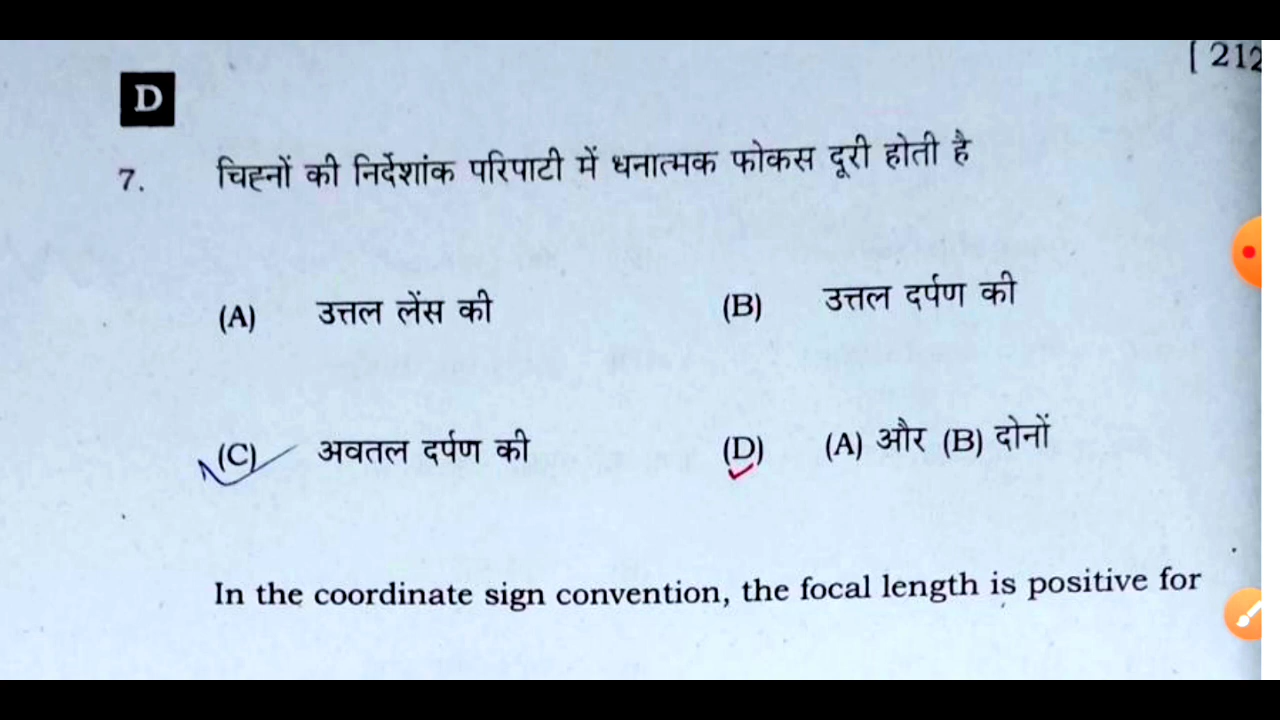 [ 212
D
7. चिह्नों की निर्देशांक परिपाटी में धनात्मक फोकस दूरी होती है
(A) उत्तल लेंस की (B) उत्तल दर्पण की
(C) अवतल दर्पण की (D) (A) और (B) दोनों
In the coordinate sign convention, the focal length is positive for